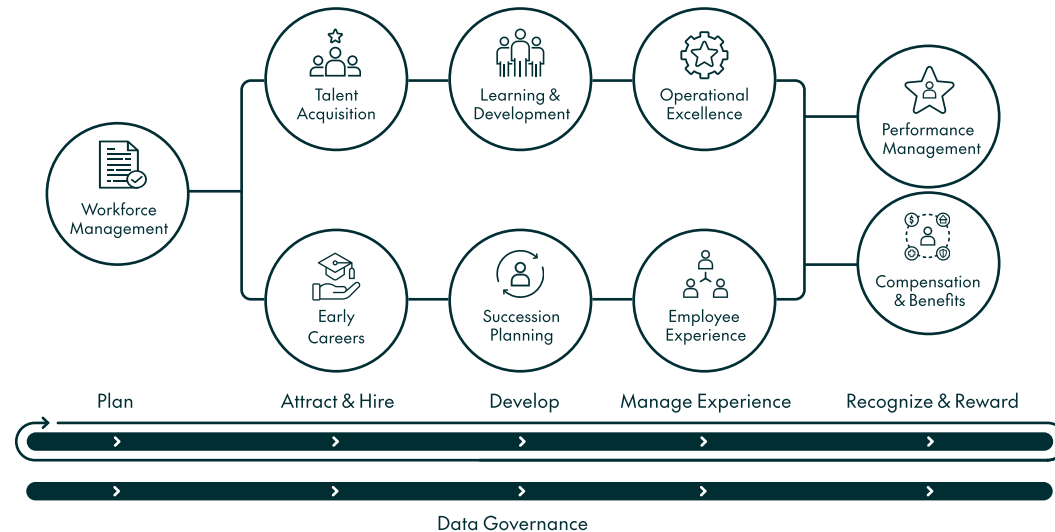 Talent
Acquisition
Learning &
Development
Operational
Excellence
Performance
Management
Workforce
Management
Early
Careers
Succession
Planning
Employee
Experience
Compensation
& Benefits
Plan
Attract & Hire
Develop
Manage Experience
Recognize & Reward
Data Governance